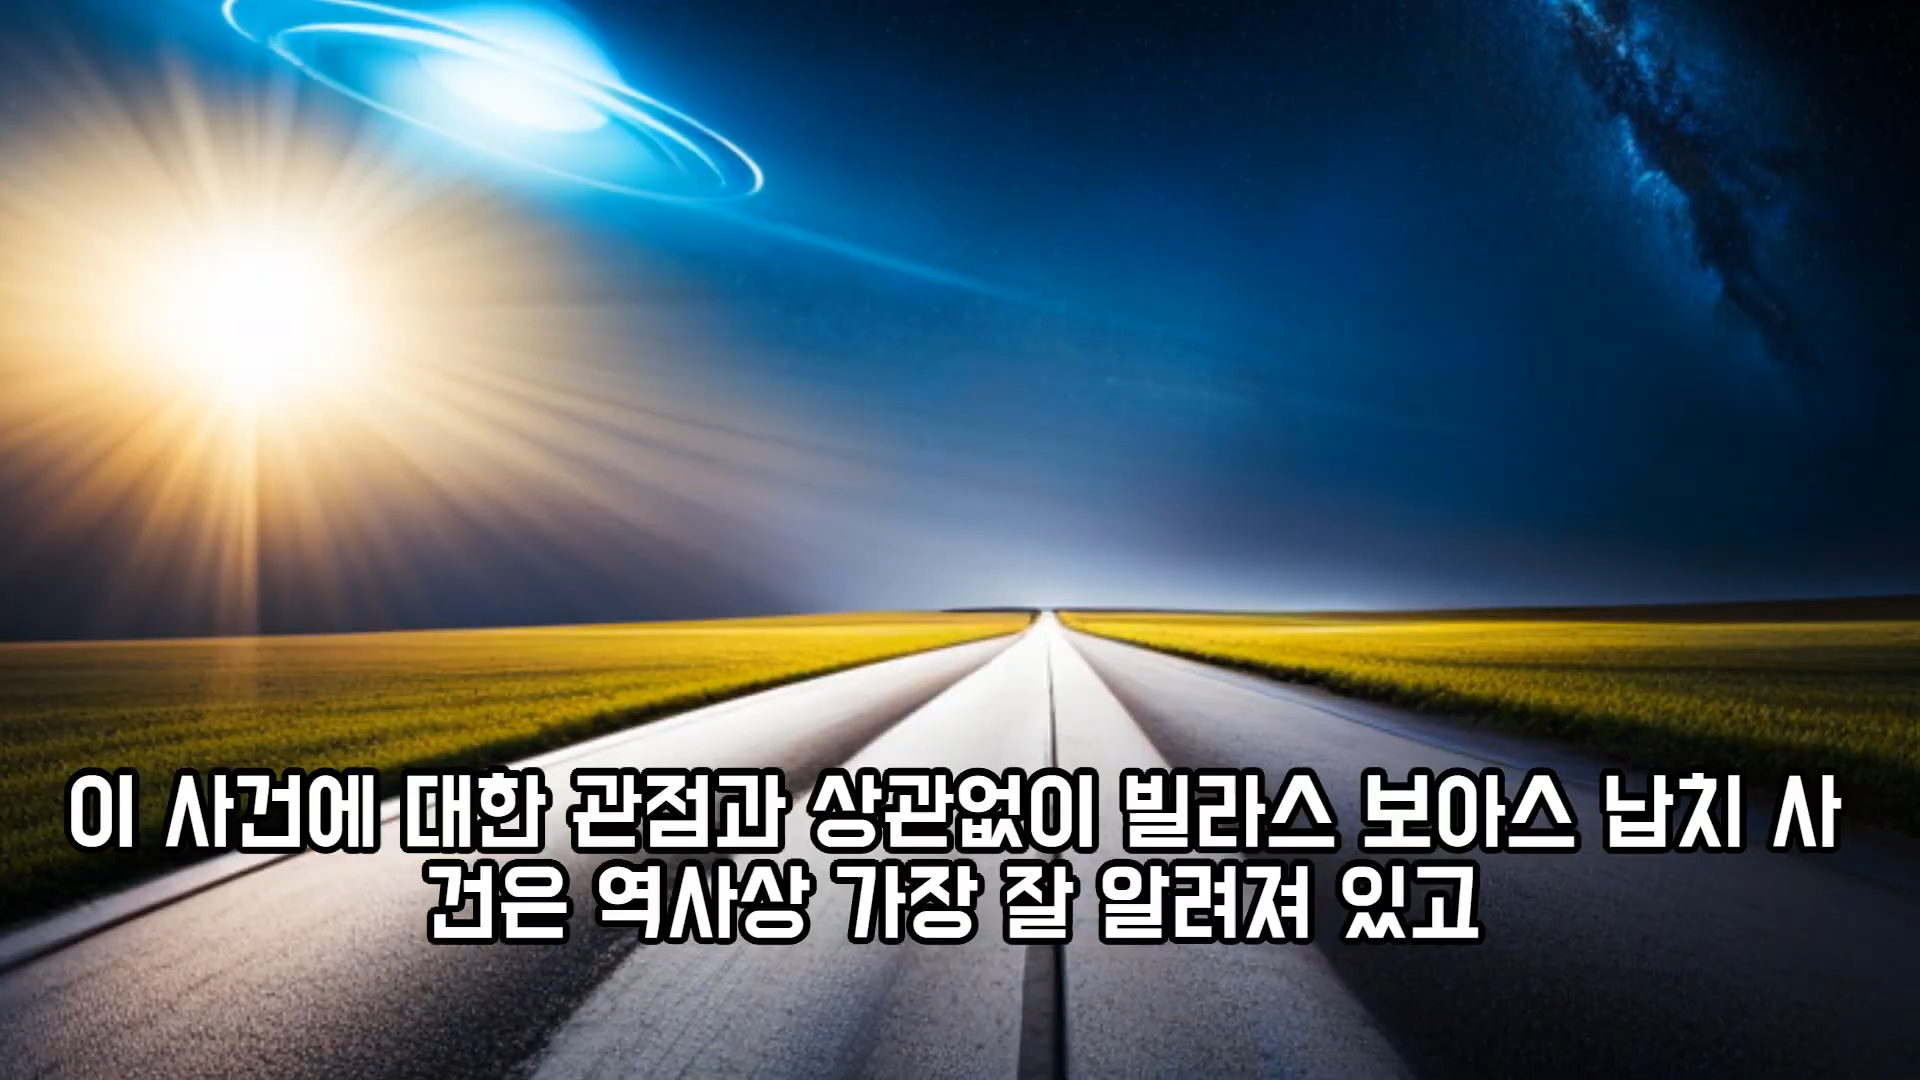 이 사건에 대한 관점과 상관없이 빌라스 보아스 납치 사
건은 역사상 가장 잘 알려져 있고